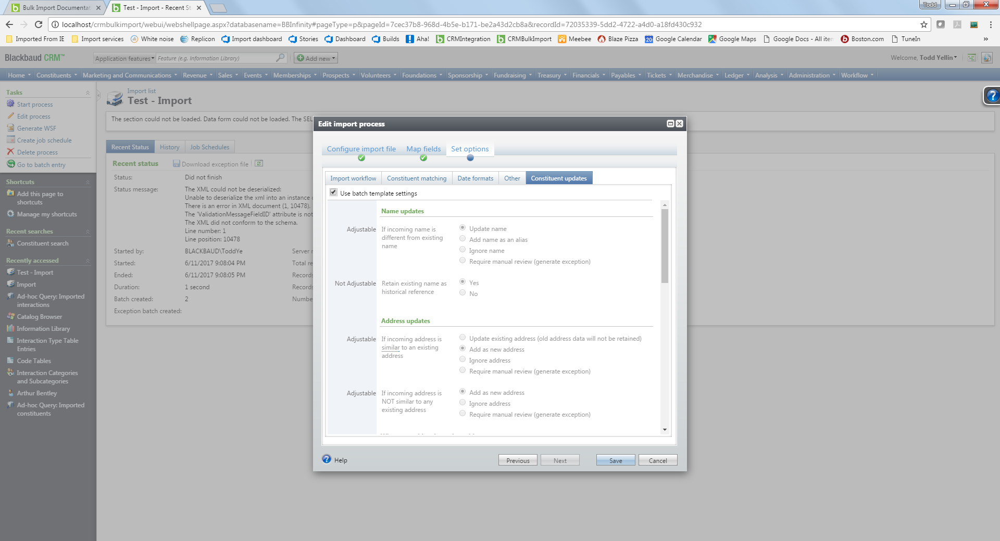 Bulk Import Documentat
Test - Import - Recent St
Todd
localhost/crmbulkimport/webui/webshellpage.aspx?databasename=BBInfinity#pageType=p&pageId=7cec37b8-968d-4b5e-b171-be2a43d2cb8a&recordId=72035339-5dd2-4722-a4d0-a18fd430c932
Imported From IE
Import services
White noise
Replicon
Import dashboard
Stories
Dashboard
Builds
Aha!
CRMIntegration
CRMBulkImport
Meebee
Blaze Pizza
Google Calendar
Google Maps
Google Docs - All iten
Boston.com
TuneIn
Blackbaud CRM™
Application features
Feature (e.g. Information Library)
Add new
Welcome, Todd Yellin
Home
Constituents
Marketing and Communications
Revenue
Sales
Events
Memberships
Prospects
Volunteers
Foundations
Sponsorship
Fundraising
Treasury
Financials
Payables
Tickets
Merchandise
Ledger
Analysis
Administration
Workflow
Tasks
Start process
Edit process
Generate WSF
Create job schedule
Delete process
Go to batch entry
Shortcuts
Add this page to
shortcuts
Manage my shortcuts
Recent searches
Constituent search
Recently accessed
Test - Import
Import
Ad-hoc Query: Imported
interactions
Catalog Browser
Information Library
Interaction Type Table
Entries
Code Tables
Interaction Categories
and Subcategories
Arthur Bentley
Ad-hoc Query: Imported
constituents
Import list
Test - Import
The section could not be loaded. Data form could not be loaded. The SEL
Recent Status
History
Job Schedules
Recent status
Download exception file
Status:
Did not finish
Status message:
The XML could not be deserialized:
Unable to deserialize the xml into an instance
There is an error in XML document (1, 10478).
The 'ValidationMessageFieldID' attribute is not
The XML did not conform to the schema.
Line number: 1
Line position: 10478
Started by:
BLACKBAUD\ToddYe
Server
Started:
6/11/2017 9:08:04 PM
Total re
Ended:
6/11/2017 9:08:05 PM
Records
Duration:
1 second
Records
Batch created:
2
Numbe
Exception batch created:
Edit import process
Configure import file
Map fields
Set options
Import workflow
Constituent matching
Date formats
Other
Constituent updates
Use batch template settings
Name updates
Adjustable
If incoming name is
different from existing
name
Update name
Add name as an alias
Ignore name
Require manual review (generate exception)
Not Adjustable
Retain existing name as
historical reference
Yes
No
Address updates
Adjustable
If incoming address is
similar to an existing
address
Update existing address (old address data will not be retained)
Add as new address
Ignore address
Require manual review (generate exception)
Adjustable
If incoming address is
NOT similar to any
existing address
Add as new address
Ignore address
Require manual review (generate exception)
Help
Previous
Next
Save
Cancel